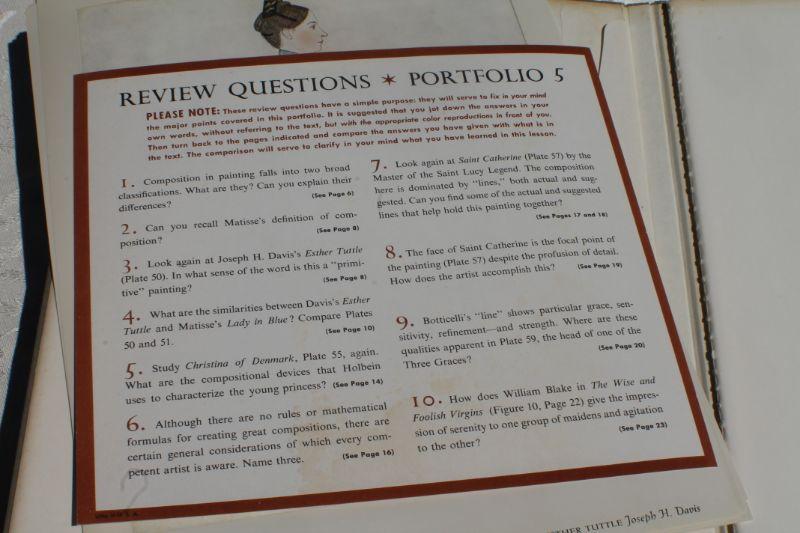 REVIEW QUESTIONS ✶ PORTFOLIO 5
PLEASE NOTE: These review questions have a simple purpose: they will serve to fix in your mind
the major points covered in this portfolio. It is suggested that you jot down the answers in your
own words, without referring to the text, but with the appropriate color reproductions in front of you.
Then turn back to the pages indicated and compare the answers you have given with what is in
the text. The comparison will serve to clarify in your mind what you have learned in this lesson.
1. Composition in painting falls into two broad
classifications. What are they? Can you explain their
differences? (See Page 6)
2. Can you recall Matisse's definition of com-
position? (See Page 8)
3. Look again at Joseph H. Davis's Esther Tuttle
(Plate 50). In what sense of the word is this a "primi-
tive" painting? (See Page 8)
4. What are the similarities between Davis's Esther
Tuttle and Matisse's Lady in Blue? Compare Plates
50 and 51. (See Page 10)
5. Study Christina of Denmark, Plate 55, again.
What are the compositional devices that Holbein
uses to characterize the young princess? (See Page 14)
6. Although there are no rules or mathematical
formulas for creating great compositions, there are
certain general considerations of which every com-
petent artist is aware. Name three. (See Page 16)
7. Look again at Saint Catherine (Plate 57) by the
Master of the Saint Lucy Legend. The composition
here is dominated by "lines," both actual and sug-
gested. Can you find some of the actual and suggested
lines that help hold this painting together?
(See Pages 17 and 18)
8. The face of Saint Catherine is the focal point of
the painting (Plate 57) despite the profusion of detail.
How does the artist accomplish this? (See Page 19)
9. Botticelli's "line" shows particular grace, sen-
sitivity, refinement—and strength. Where are these
qualities apparent in Plate 59, the head of one of the
Three Graces? (See Page 20)
10. How does William Blake in The Wise and
Foolish Virgins (Figure 10, Page 22) give the impres-
sion of serenity to one group of maidens and agitation
to the other? (See Page 23)
TUTTLE Joseph H. Davis